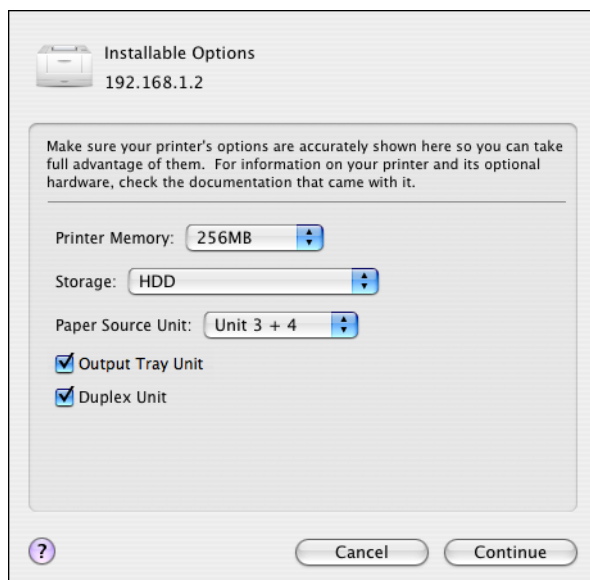 Installable Options
192.168.1.2
Make sure your printer's options are accurately shown here so you can take
full advantage of them. For information on your printer and its optional
hardware, check the documentation that came with it.
Printer Memory: 256MB
Storage: HDD
Paper Source Unit: Unit 3 + 4
Output Tray Unit
Duplex Unit
? Cancel Continue